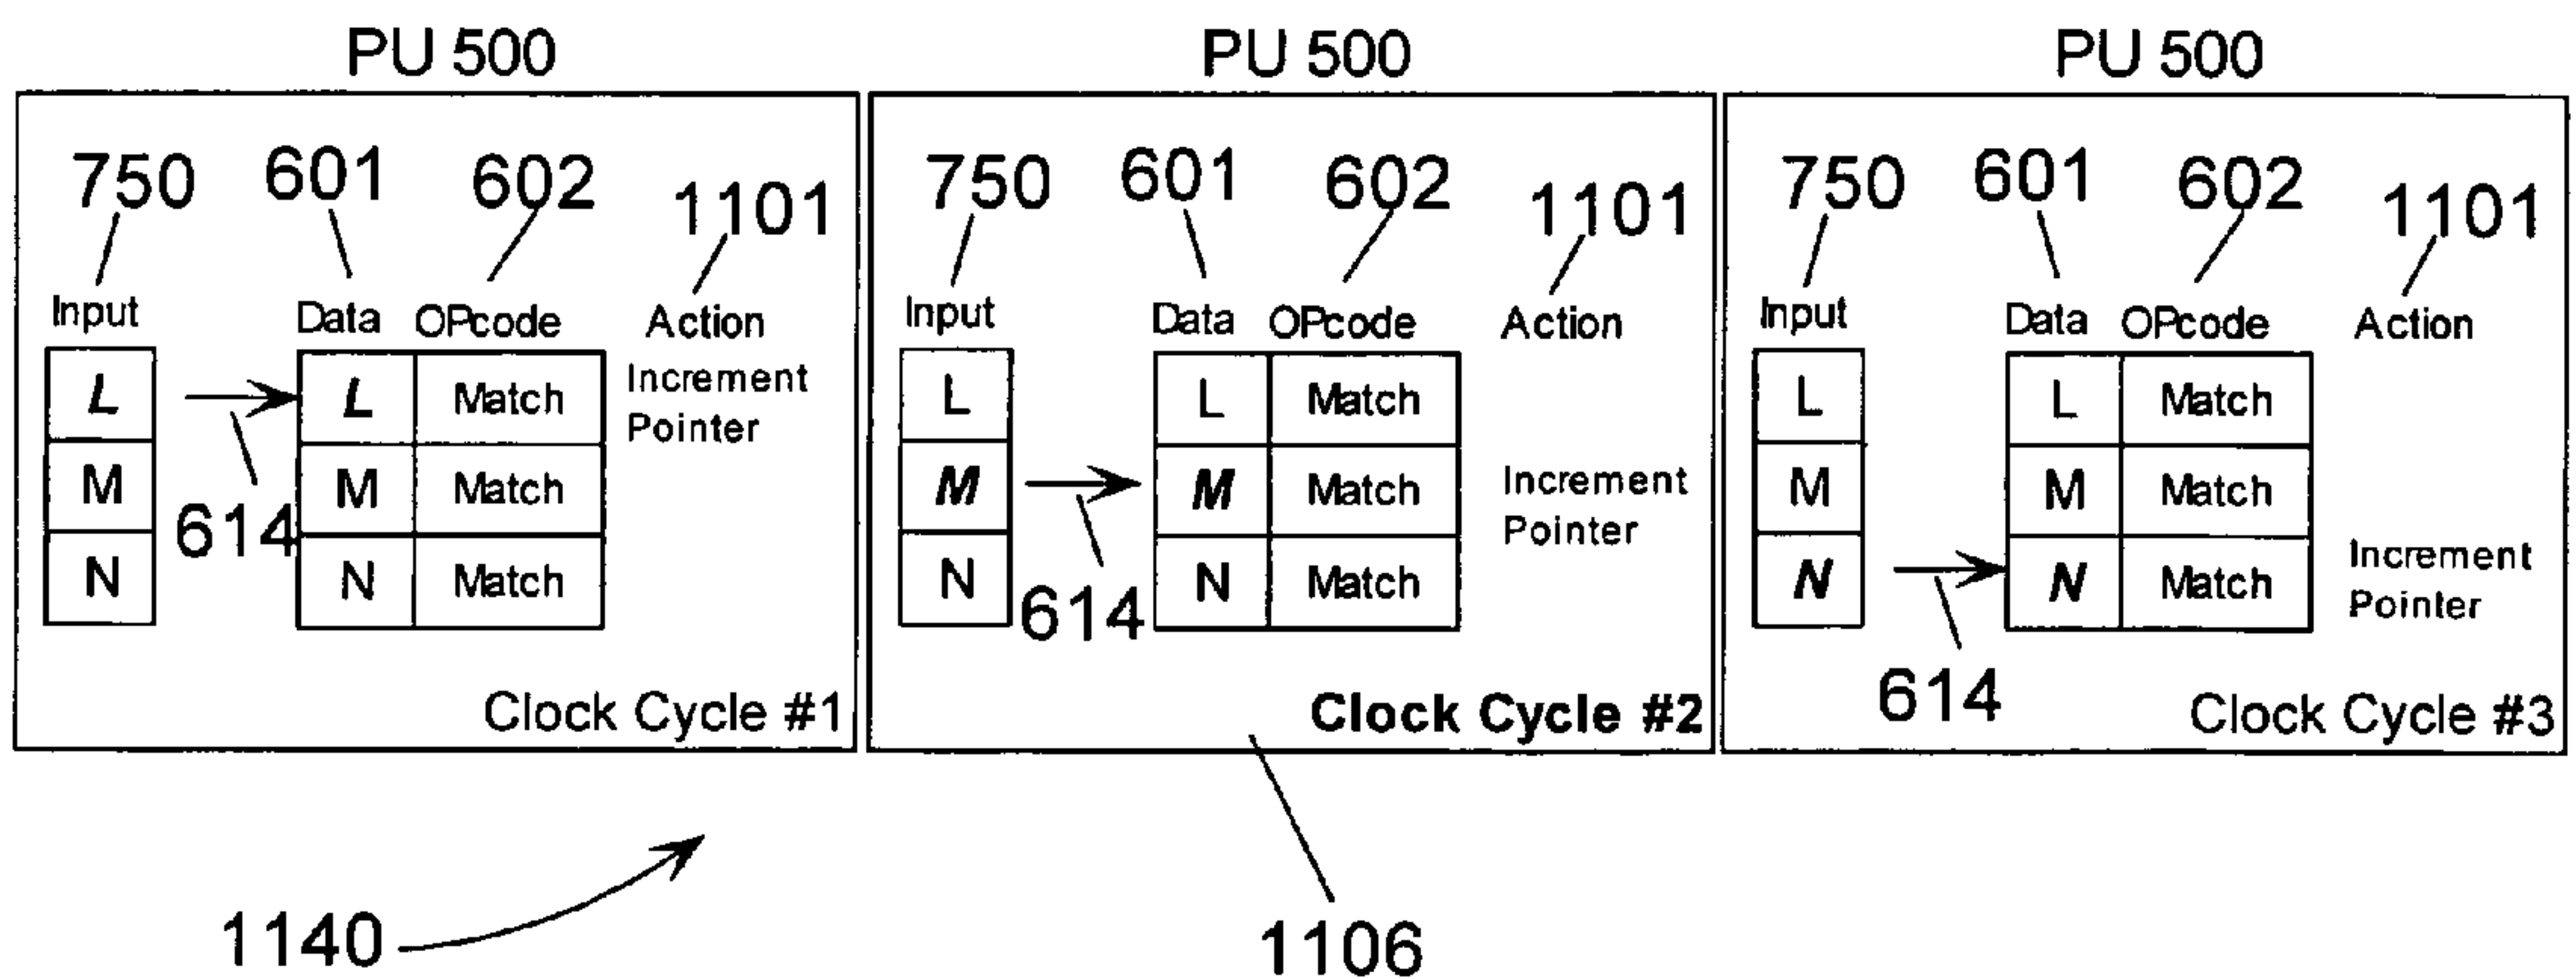 PU 500 PU 500 PU 500
750 601 602 1101 750 601 602 1101 750 601 602 1101
Input Data OPcode Action Input Data OPcode Action Input Data OPcode Action
L L Match Increment Pointer L L Match L L Match
M M Match M M Match Increment Pointer M M Match
N N Match N N Match N N Match Increment Pointer
614 614 614
Clock Cycle #1 Clock Cycle #2 Clock Cycle #3
1140 1106